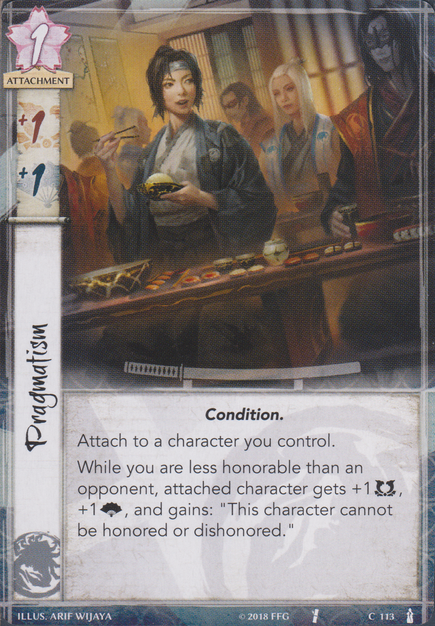 1
ATTACHMENT
+1
+1
Pragmatism
Condition.
Attach to a character you control.
While you are less honorable than an
opponent, attached character gets +1,
+1, and gains: "This character cannot
be honored or dishonored."
ILLUS. ARIF WIJAYA
© 2018 FFG
C 113